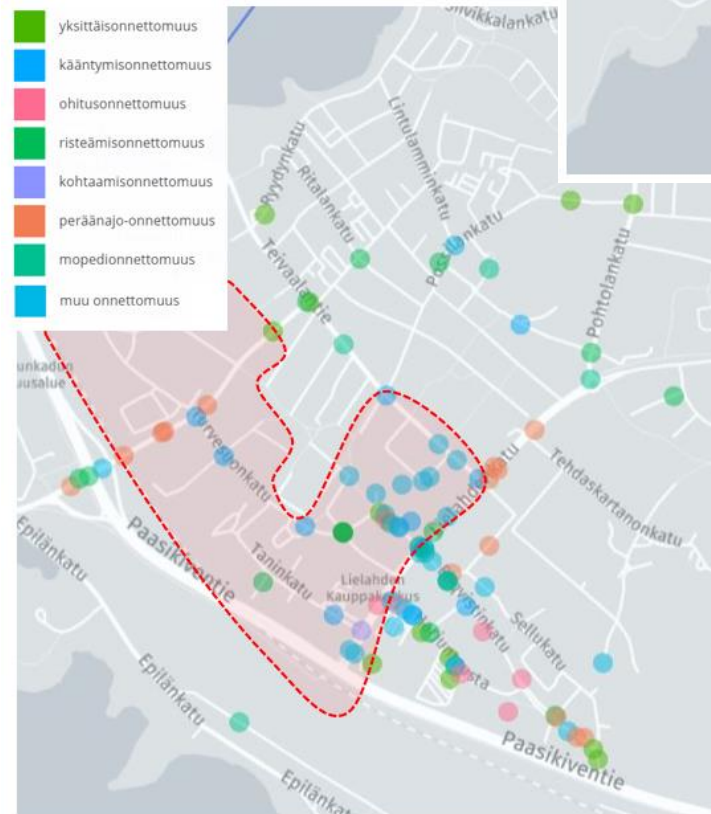 yksittäisonnettomuus
kääntymisonnettomuus
ohitusonnettomuus
risteämisonnettomuus
kohtaamisonnettomuus
peräänajo-onnettomuus
mopedionnettomuus
muu onnettomuus
Lintulamminkatu
Ryydynkatu
Ritalankatu
Teivaalantie
Pohtolankatu
Tehdaskartanonkatu
Epilänkatu
Paasikiventie
Taninkatu
Lielahden
Sellukatu
Epilänkatu
Paasikiventie
Epilänkatu